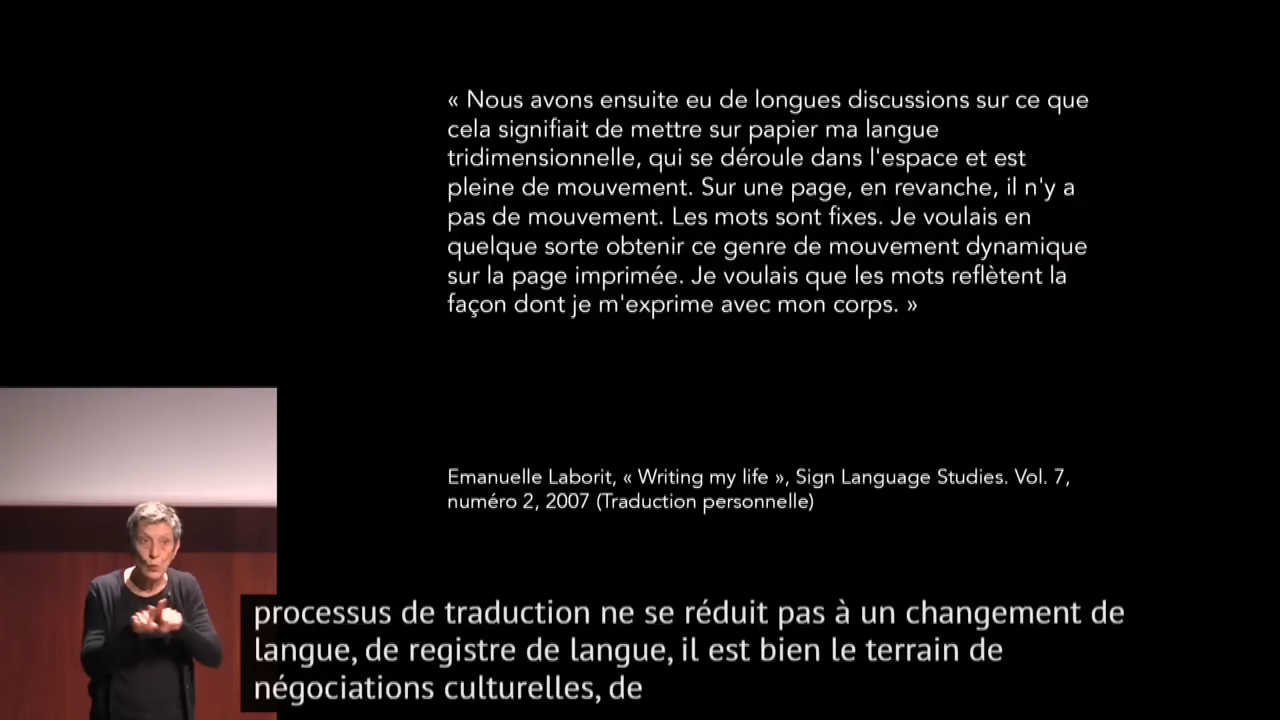 « Nous avons ensuite eu de longues discussions sur ce que
cela signifiait de mettre sur papier ma langue
tridimensionnelle, qui se déroule dans l'espace et est
pleine de mouvement. Sur une page, en revanche, il n'y a
pas de mouvement. Les mots sont fixes. Je voulais en
quelque sorte obtenir ce genre de mouvement dynamique
sur la page imprimée. Je voulais que les mots reflètent la
façon dont je m'exprime avec mon corps. »
Emanuelle Laborit, « Writing my life », Sign Language Studies. Vol. 7,
numéro 2, 2007 (Traduction personnelle)
processus de traduction ne se réduit pas à un changement de
langue, de registre de langue, il est bien le terrain de
négociations culturelles, de